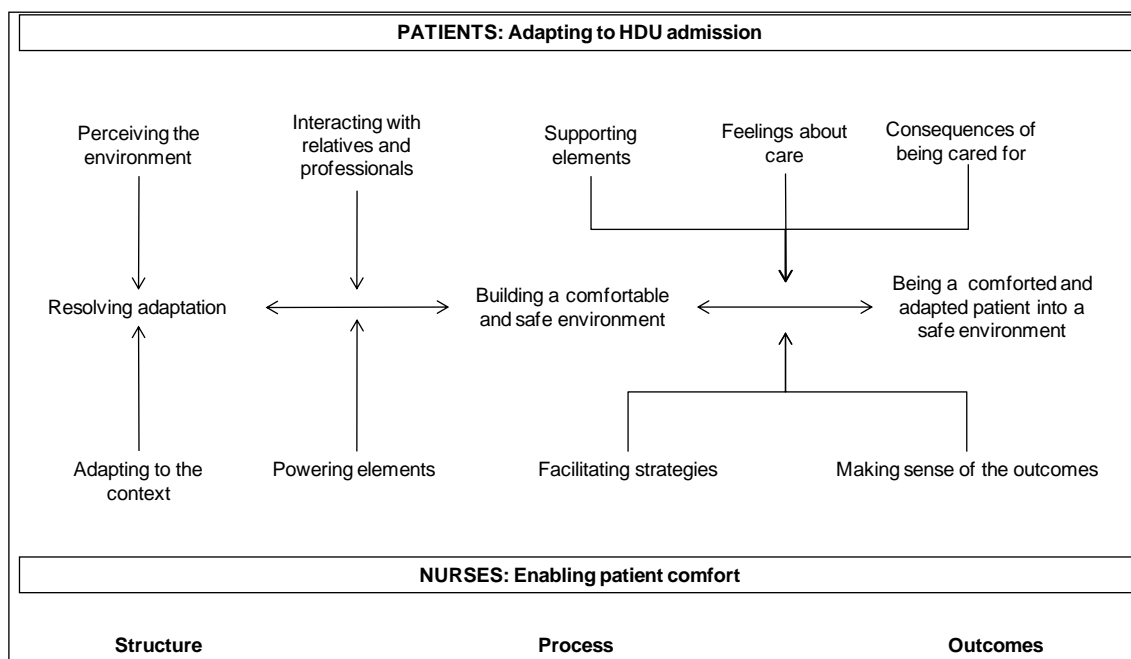 PATIENTS: Adapting to HDU admission
Perceiving the
environment
Interacting with
relatives and
professionals
Supporting
elements
Feelings about
care
Consequences of
being cared for
Resolving adaptation
Building a comfortable
and safe environment
Being a comforted and
adapted patient into a
safe environment
Adapting to the
context
Powering elements
Facilitating strategies
Making sense of the outcomes
NURSES: Enabling patient comfort
Structure
Process
Outcomes